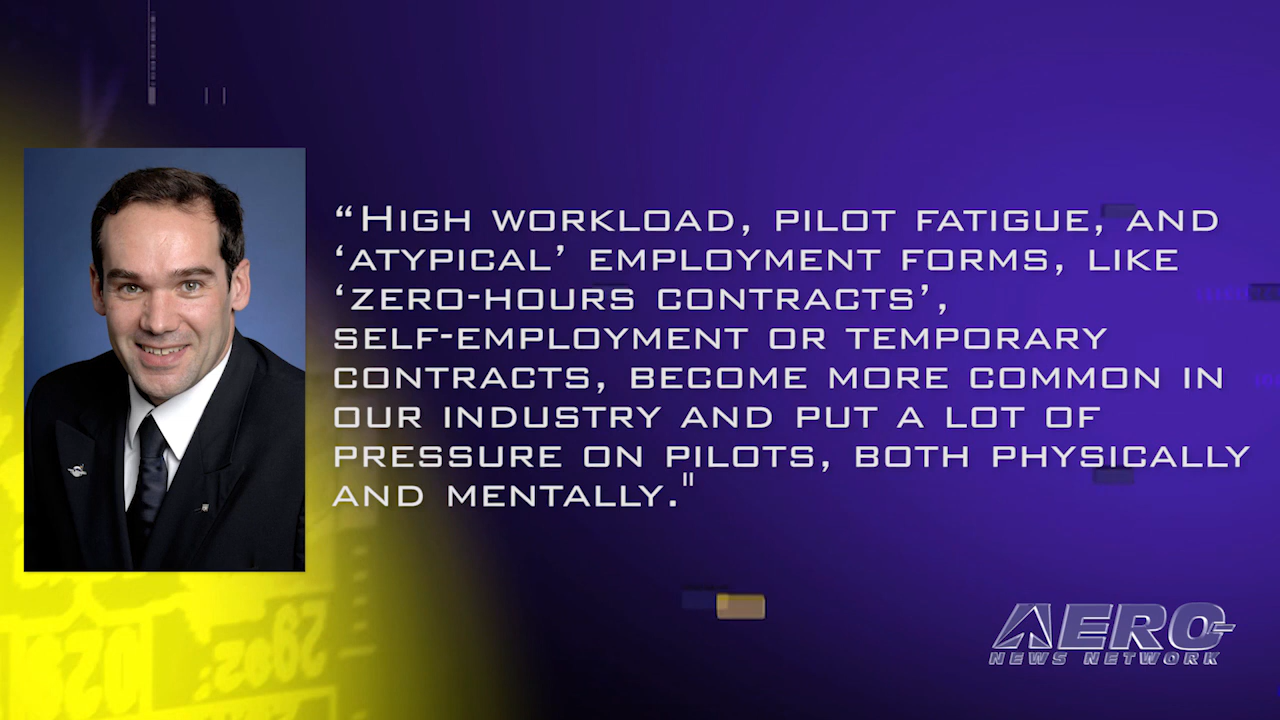 “High workload, pilot fatigue, and
‘atypical’ employment forms, like
‘zero-hours contracts’,
self-employment or temporary
contracts, become more common in
our industry and put a lot of
pressure on pilots, both physically
and mentally."
AERO
NEWS NETWORK